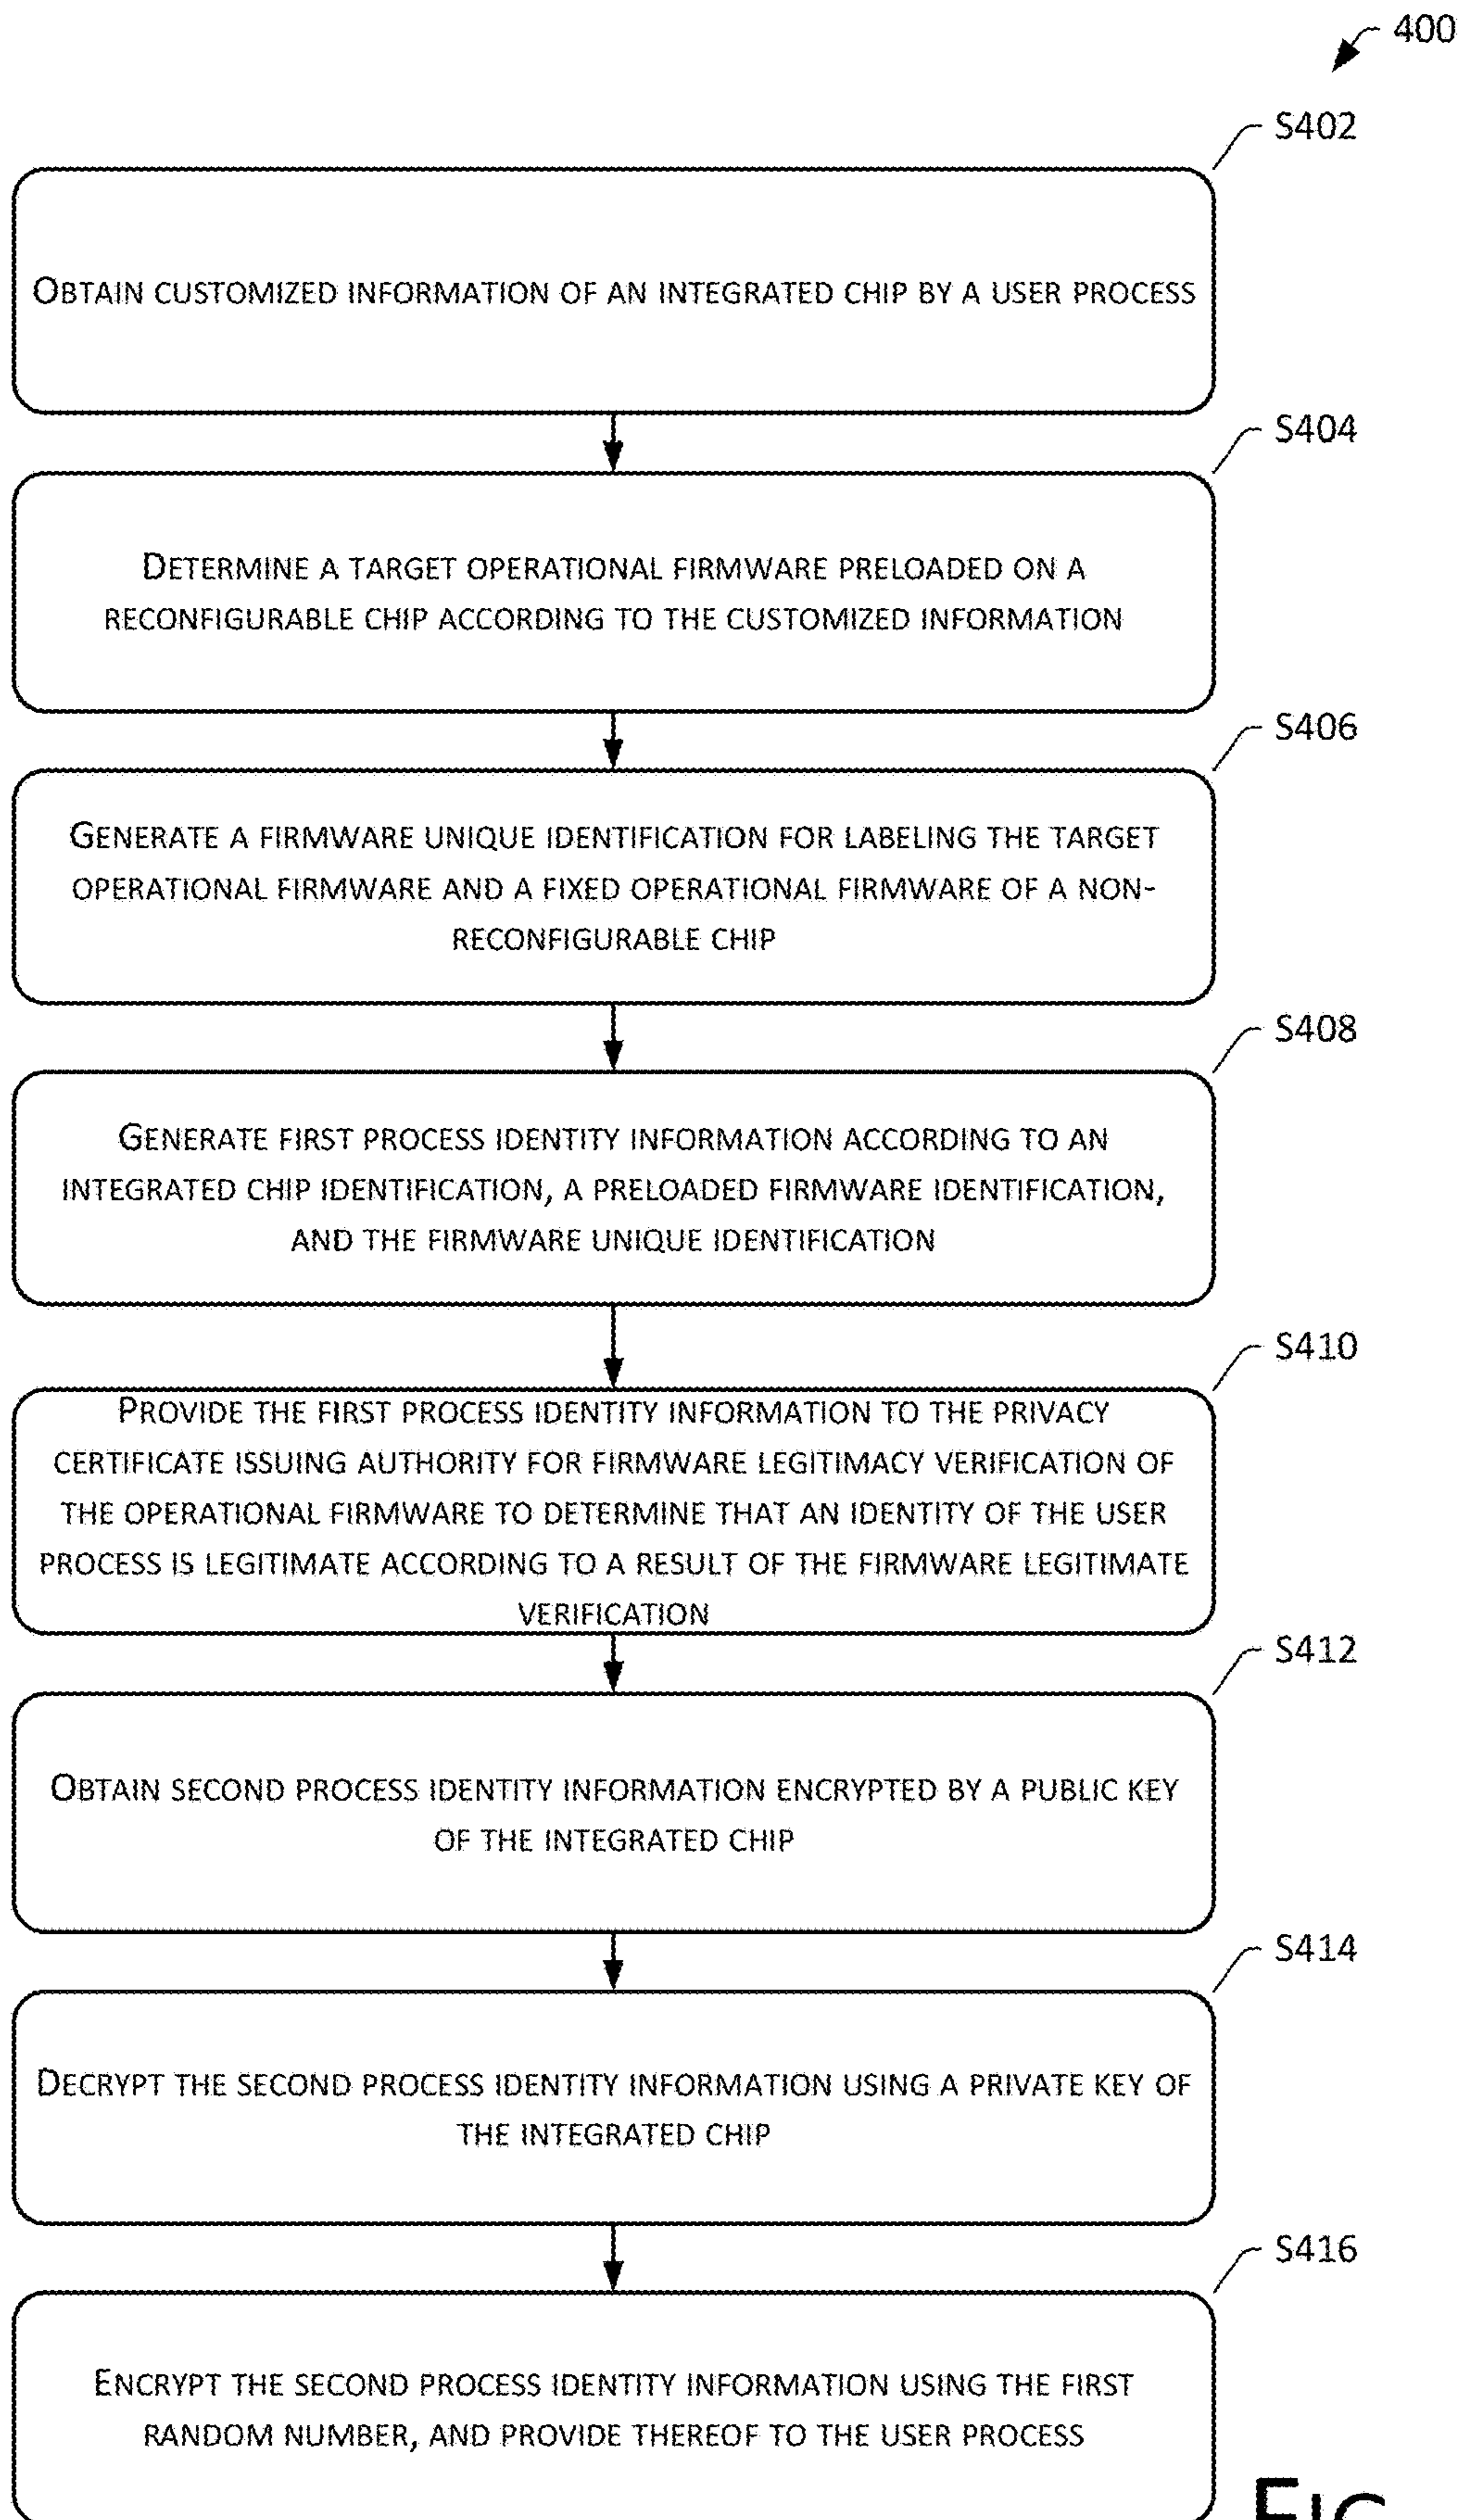 400
S402
OBTAIN CUSTOMIZED INFORMATION OF AN INTEGRATED CHIP BY A USER PROCESS
S404
DETERMINE A TARGET OPERATIONAL FIRMWARE PRELOADED ON A
RECONFIGURABLE CHIP ACCORDING TO THE CUSTOMIZED INFORMATION
S406
GENERATE A FIRMWARE UNIQUE IDENTIFICATION FOR LABELING THE TARGET
OPERATIONAL FIRMWARE AND A FIXED OPERATIONAL FIRMWARE OF A NON-
RECONFIGURABLE CHIP
S408
GENERATE FIRST PROCESS IDENTITY INFORMATION ACCORDING TO AN
INTEGRATED CHIP IDENTIFICATION, A PRELOADED FIRMWARE IDENTIFICATION,
AND THE FIRMWARE UNIQUE IDENTIFICATION
S410
PROVIDE THE FIRST PROCESS IDENTITY INFORMATION TO THE PRIVACY
CERTIFICATE ISSUING AUTHORITY FOR FIRMWARE LEGITIMACY VERIFICATION OF
THE OPERATIONAL FIRMWARE TO DETERMINE THAT AN IDENTITY OF THE USER
PROCESS IS LEGITIMATE ACCORDING TO A RESULT OF THE FIRMWARE LEGITIMATE
VERIFICATION
S412
OBTAIN SECOND PROCESS IDENTITY INFORMATION ENCRYPTED BY A PUBLIC KEY
OF THE INTEGRATED CHIP
S414
DECRYPT THE SECOND PROCESS IDENTITY INFORMATION USING A PRIVATE KEY OF
THE INTEGRATED CHIP
S416
ENCRYPT THE SECOND PROCESS IDENTITY INFORMATION USING THE FIRST
RANDOM NUMBER, AND PROVIDE THEREOF TO THE USER PROCESS
FIG